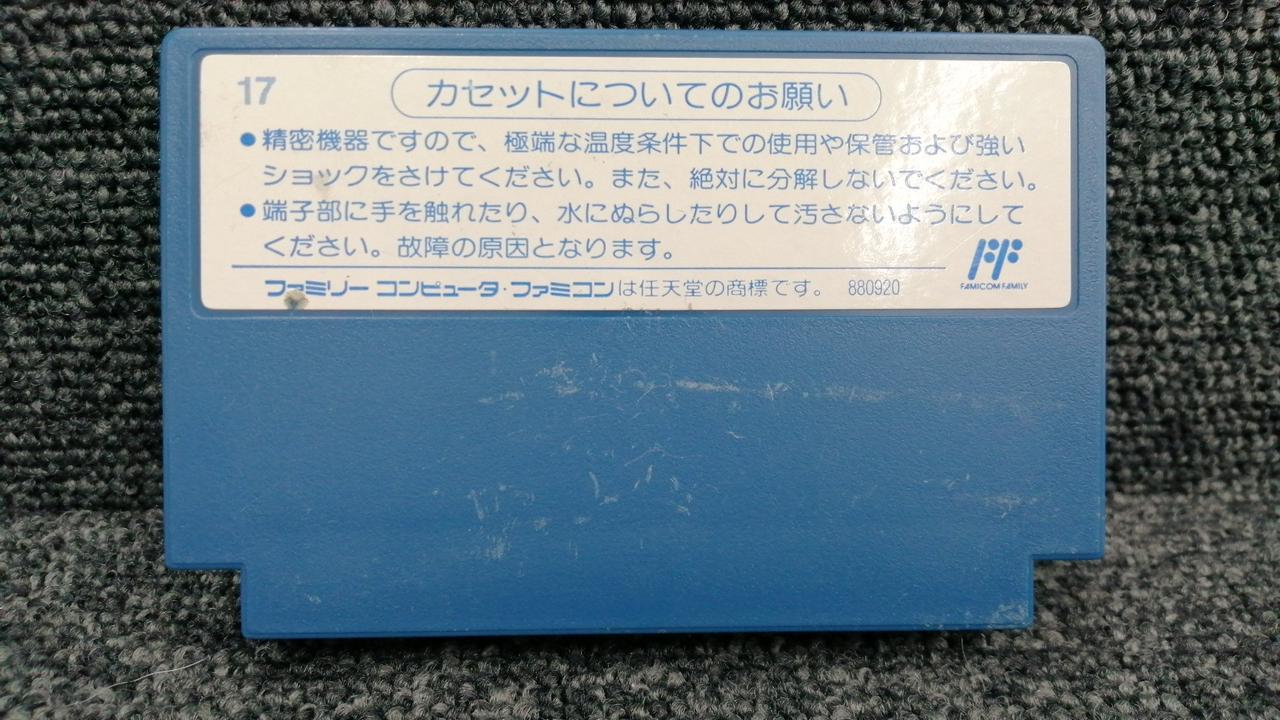 17
カセットについてのお願い
●精密機器ですので、極端な温度条件下での使用や保管および強い
ショックをさけてください。また、絶対に分解しないでください。
●端子部に手を触れたり、水にぬらしたりして汚さないようにして
ください。故障の原因となります。
FF
FAMICOM FAMILY
ファミリーコンピュータ・ファミコンは任天堂の商標です。 880920